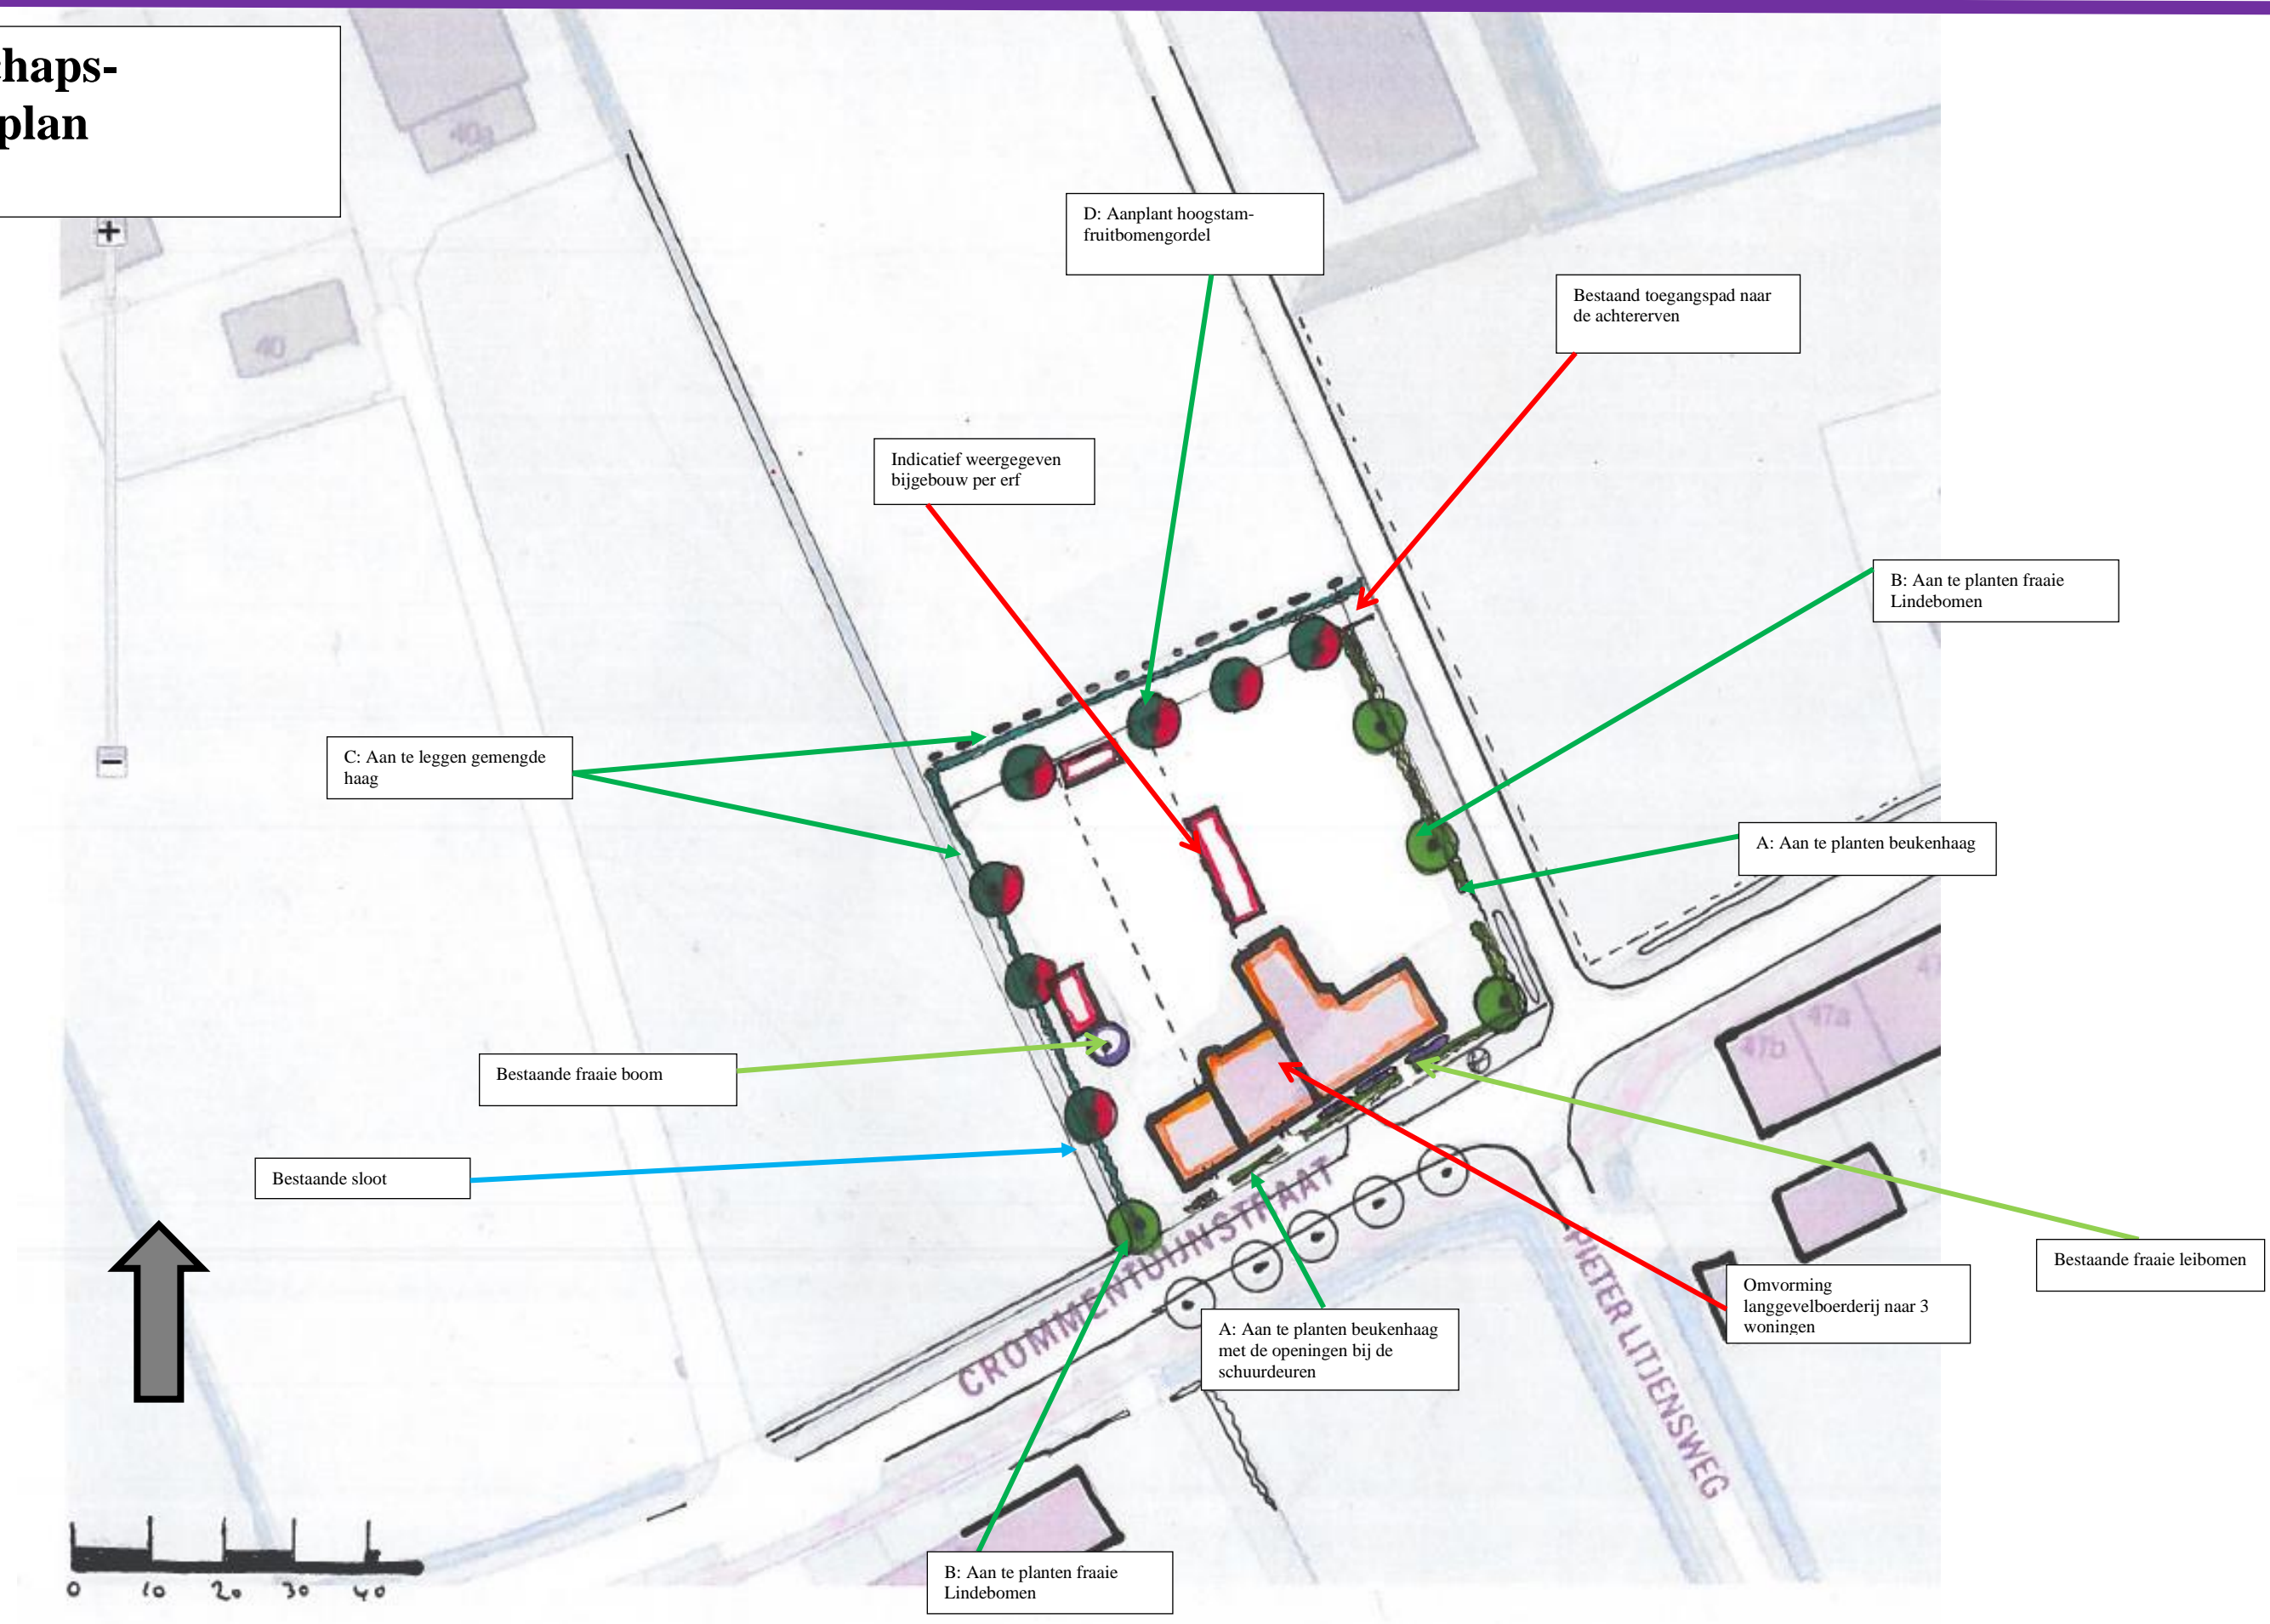 chaps-
plan
40a
40
D: Aanplant hoogstam-
fruitbomengordel
Bestaand toegangspad naar
de achtererven
Indicatief weergegeven
bijgebouw per erf
B: Aan te planten fraaie
Lindebomen
C: Aan te leggen gemengde
haag
A: Aan te planten beukenhaag
47a
47b
Bestaande fraaie boom
Bestaande sloot
Bestaande fraaie leibomen
Omvorming
langgevelboerderij naar 3
woningen
A: Aan te planten beukenhaag
met de openingen bij de
schuurdeuren
CROMMENTUIJNSTRAAT
PIETER LITJENSWEG
B: Aan te planten fraaie
Lindebomen
0 10 20 30 40